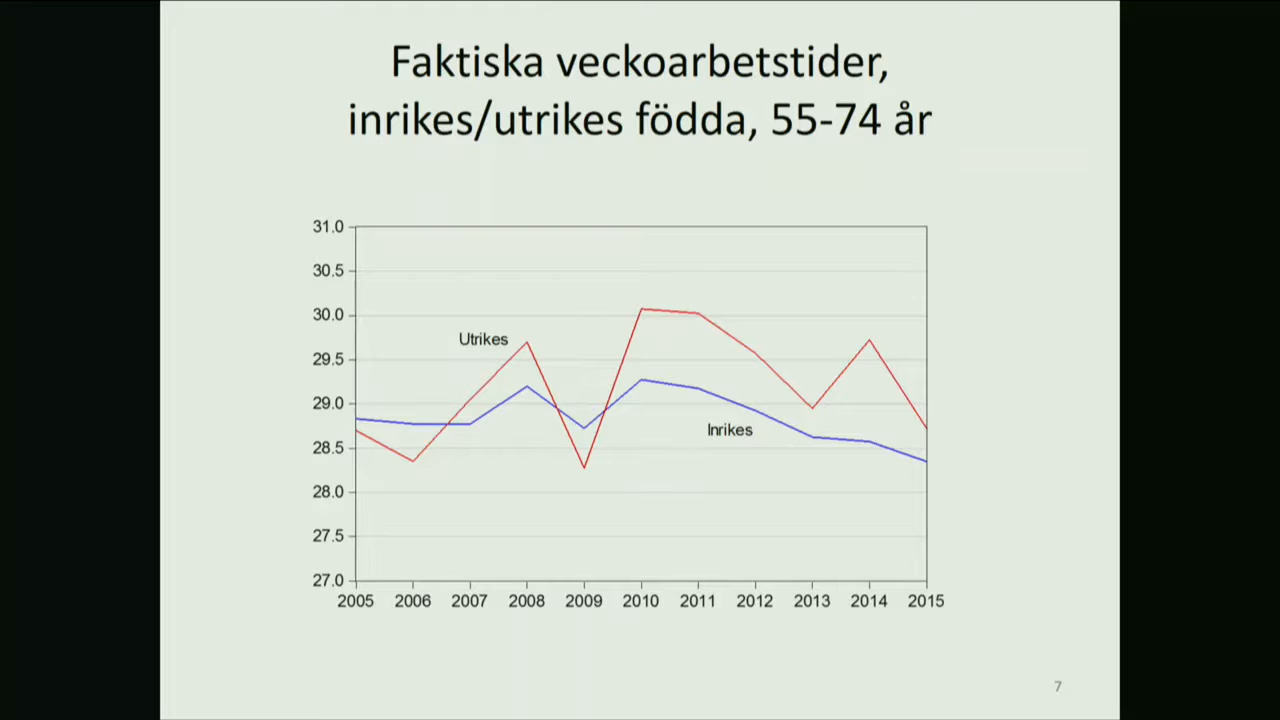 Faktiska veckoarbetstider,
inrikes/utrikes födda, 55-74 år
31.0
30.5
30.0
Utrikes
29.5
29.0
Inrikes
28.5
28.0
27.5
27.0
2005 2006 2007 2008 2009 2010 2011 2012 2013 2014 2015
7